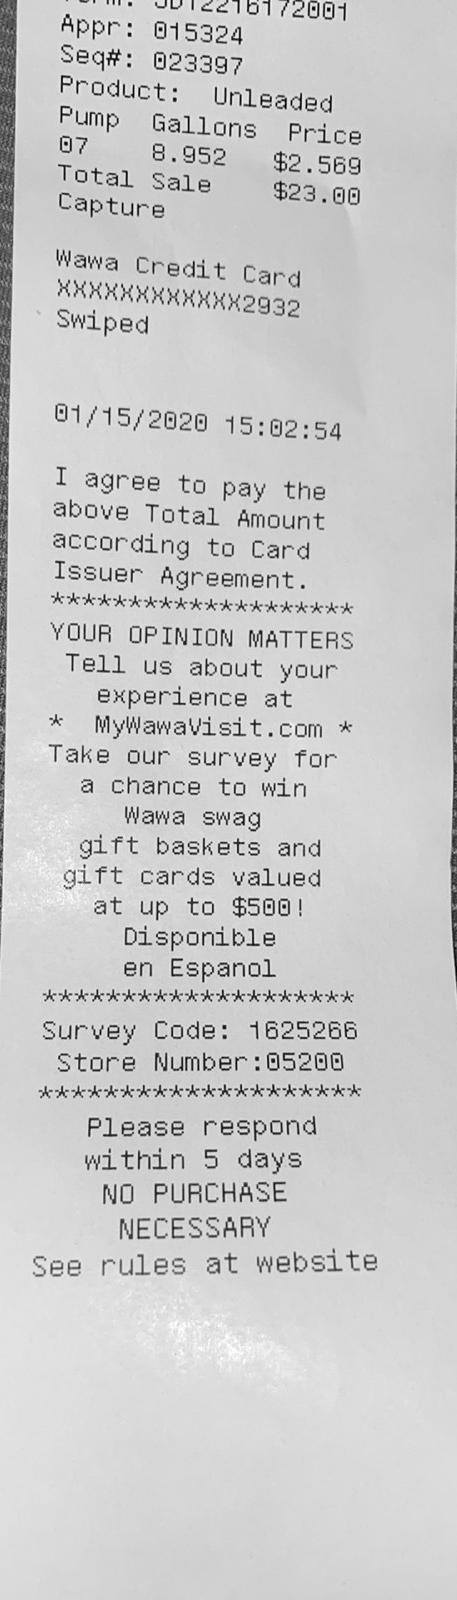 JD12216172001
Appr: 015324
Seq#: 023397
Product: Unleaded
Pump Gallons Price
07 8.952 $2.569
Total Sale $23.00
Capture
Wawa Credit Card
XXXXXXXXXXXX2932
Swiped
01/15/2020 15:02:54
I agree to pay the
above Total Amount
according to Card
Issuer Agreement.
*******************
YOUR OPINION MATTERS
Tell us about your
experience at
* MyWawaVisit.com *
Take our survey for
a chance to win
Wawa swag
gift baskets and
gift cards valued
at up to $500!
Disponible
en Espanol
********************
Survey Code: 1625266
Store Number:05200
********************
Please respond
within 5 days
NO PURCHASE
NECESSARY
See rules at website